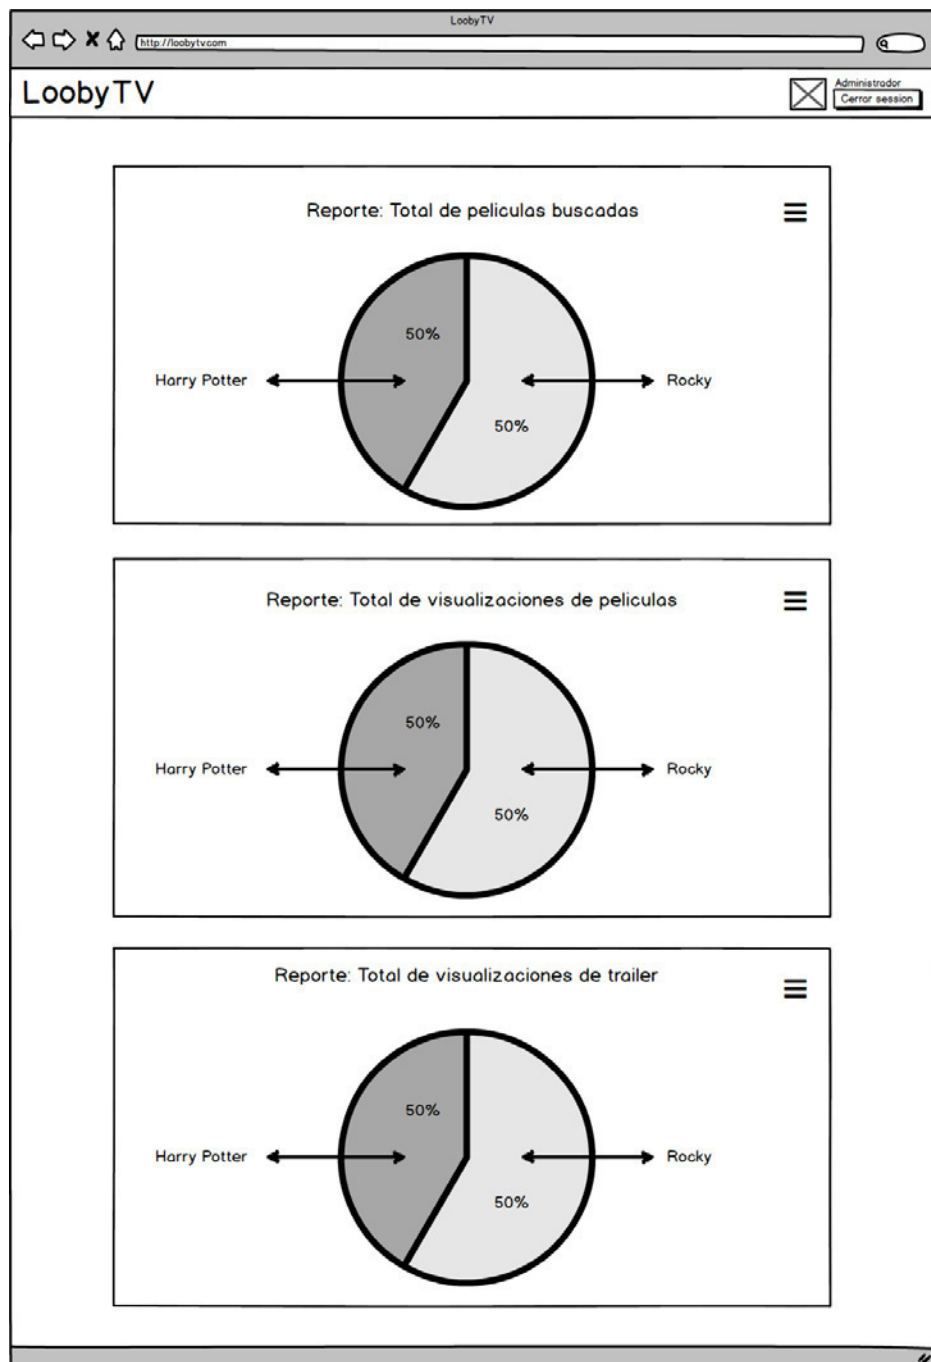 LoobyTV
http://loobytv.com
LoobyTV
Administrador
Cerrar session
Reporte: Total de peliculas buscadas
50%
Harry Potter
Rocky
50%
Reporte: Total de visualizaciones de peliculas
50%
Harry Potter
Rocky
50%
Reporte: Total de visualizaciones de trailer
50%
Harry Potter
Rocky
50%